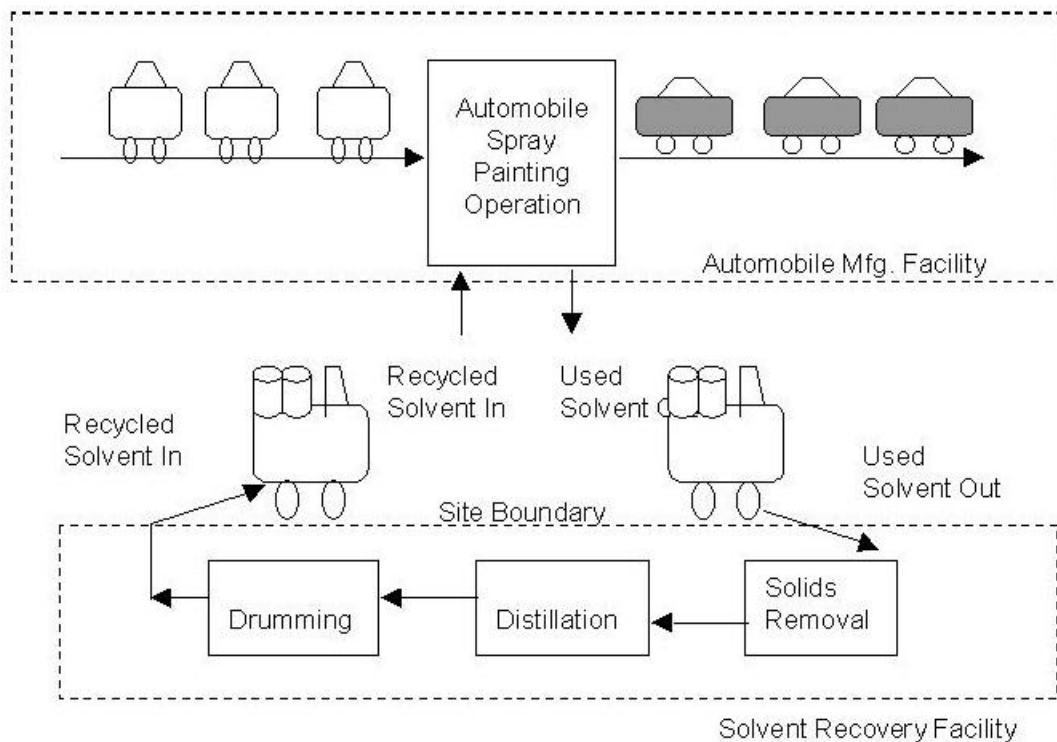 Automobile
Spray
Painting
Operation
Automobile Mfg. Facility
Recycled
Solvent In
Used
Solvent
Recycled
Solvent In
Used
Solvent Out
Site Boundary
Drumming
Distillation
Solids
Removal
Solvent Recovery Facility